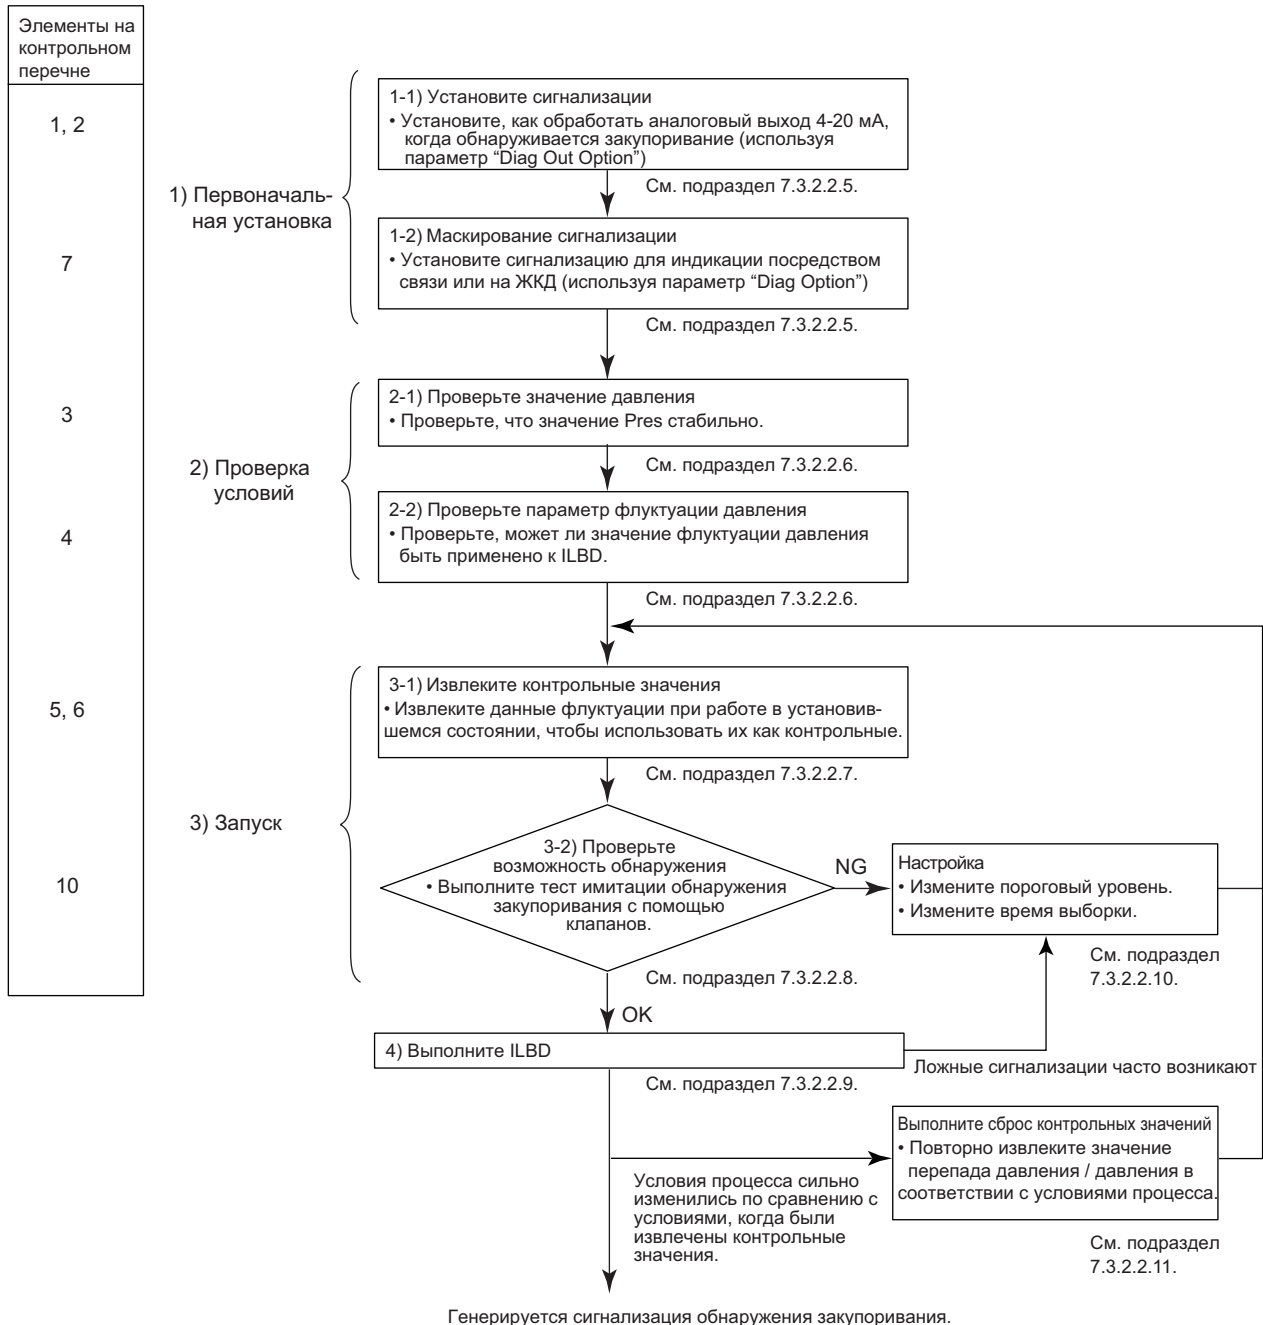 Элементы на
контрольном
перечне
1, 2
7
3
4
5, 6
10
1) Первоначаль-
ная установка
1-1) Установите сигнализации
• Установите, как обработать аналоговый выход 4-20 мА,
когда обнаруживается закупоривание (используя
параметр “Diag Out Option”)
См. подраздел 7.3.2.2.5.
1-2) Маскирование сигнализации
• Установите сигнализацию для индикации посредством
связи или на ЖКД (используя параметр “Diag Option”)
См. подраздел 7.3.2.2.5.
2) Проверка
условий
2-1) Проверьте значение давления
• Проверьте, что значение Pres стабильно.
См. подраздел 7.3.2.2.6.
2-2) Проверьте параметр флуктуации давления
• Проверьте, может ли значение флуктуации давления
быть применено к ILBD.
См. подраздел 7.3.2.2.6.
3) Запуск
3-1) Извлеките контрольные значения
• Извлеките данные флуктуации при работе в установив-
шемся состоянии, чтобы использовать их как контрольные.
См. подраздел 7.3.2.2.7.
3-2) Проверьте
возможность обнаружения
• Выполните тест имитации обнаружения
закупоривания с помощью
клапанов.
См. подраздел 7.3.2.2.8.
NG
Настройка
• Измените пороговый уровень.
• Измените время выборки.
См. подраздел
7.3.2.2.10.
OK
4) Выполните ILBD
См. подраздел 7.3.2.2.9.
Ложные сигнализации часто возникают
Выполните сброс контрольных значений
• Повторно извлеките значение
перепада давления / давления в
соответствии с условиями процесса.
См. подраздел
7.3.2.2.11.
Условия процесса сильно
изменились по сравнению с
условиями, когда были
извлечены контрольные
значения.
Генерируется сигнализация обнаружения закупоривания.